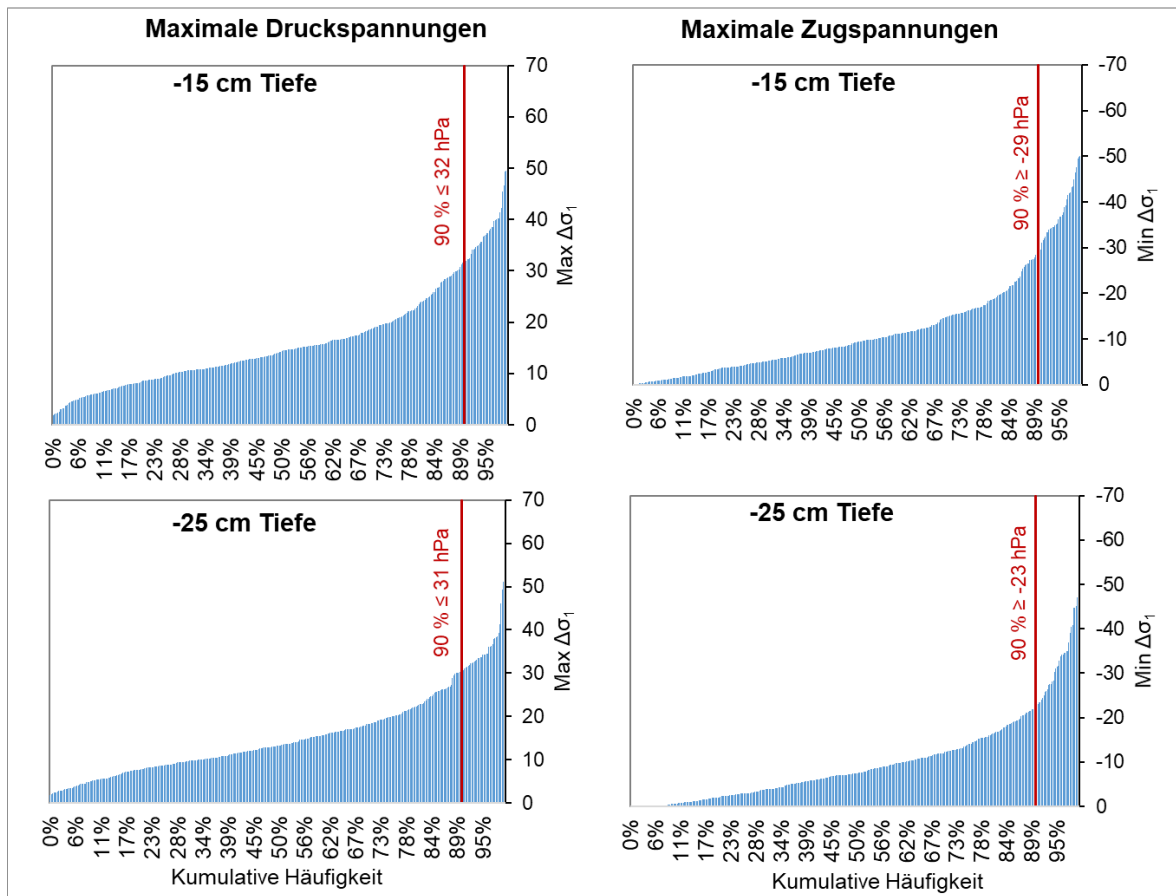 Maximale Druckspannungen
-15 cm Tiefe
90 % ≤ 32 hPa
70
60
50
40
30
20
10
0
Max Δσ1
0% 6% 11% 17% 23% 28% 34% 39% 45% 50% 56% 62% 67% 73% 78% 84% 89% 95%
Maximale Zugspannungen
-15 cm Tiefe
90 % ≥ -29 hPa
-70
-60
-50
-40
-30
-20
-10
0
Min Δσ1
0% 6% 11% 17% 23% 28% 34% 39% 45% 50% 56% 62% 67% 73% 78% 84% 89% 95%
-25 cm Tiefe
90 % ≤ 31 hPa
70
60
50
40
30
20
10
0
Max Δσ1
0% 6% 11% 17% 23% 28% 34% 39% 45% 50% 56% 62% 67% 73% 78% 84% 89% 95%
Kumulative Häufigkeit
-25 cm Tiefe
90 % ≥ -23 hPa
-70
-60
-50
-40
-30
-20
-10
0
Min Δσ1
0% 6% 11% 17% 23% 28% 34% 39% 45% 50% 56% 62% 67% 73% 78% 84% 89% 95%
Kumulative Häufigkeit